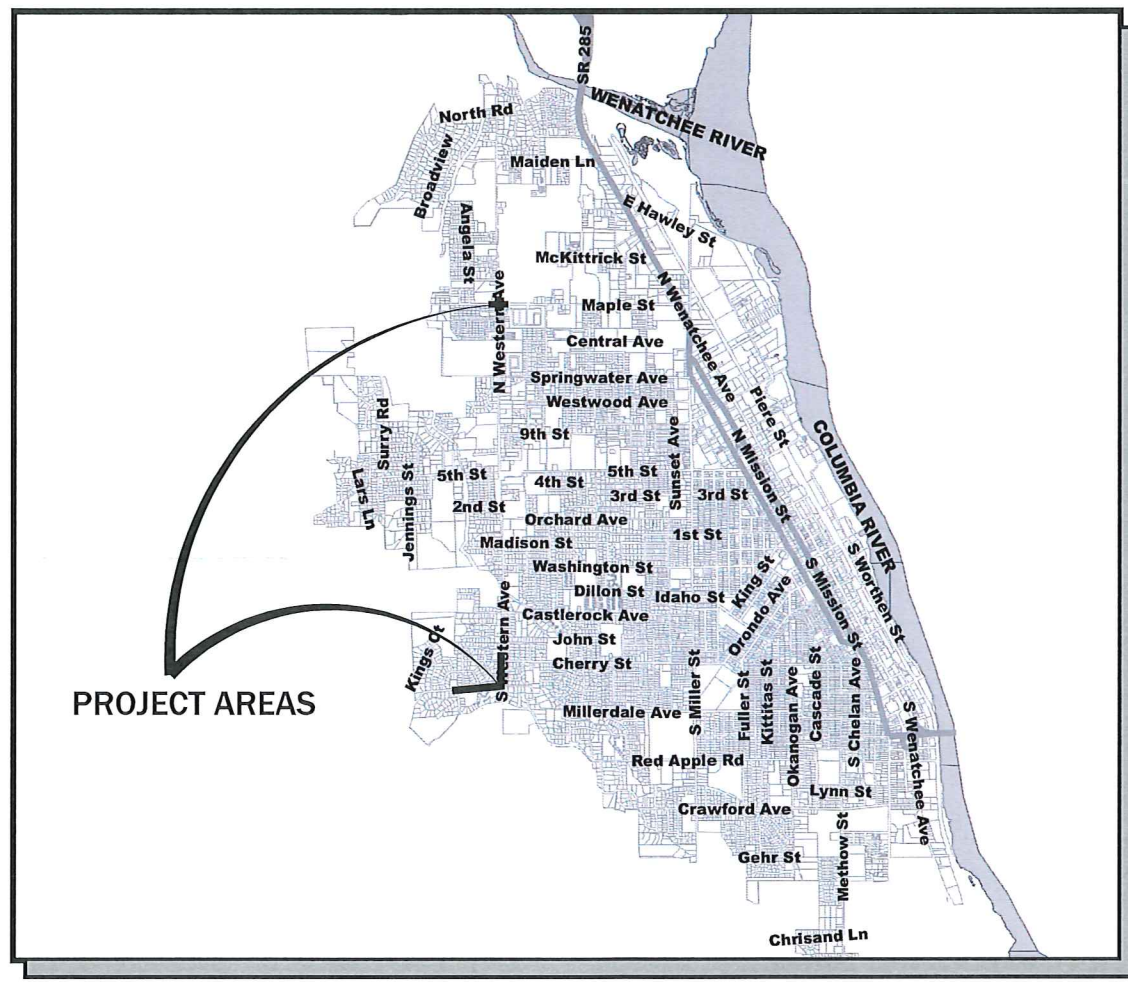 SR 285
WENATCHEE RIVER
North Rd
Broadview
Maiden Ln
Angela St
E Hawley St
McKittrick St
N Western Ave
Maple St
N Wenatchee Ave
Central Ave
Springwater Ave
Westwood Ave
Piere St
COLUMBIA RIVER
Surry Rd
9th St
Sunset Ave
N Mission St
Lars Ln
Jennings St
5th St
4th St
5th St
3rd St
3rd St
2nd St
Orchard Ave
1st St
Madison St
Washington St
Dillon St
Idaho St
King St
Orondo Ave
S Mission St
S Worthen St
S Western Ave
Castlerock Ave
John St
Cherry St
Kings Ct
PROJECT AREAS
Millerdale Ave
S Miller St
Fuller St
Kittitas St
Okanogan Ave
Cascade St
S Chelan Ave
S Wenatchee Ave
Red Apple Rd
Lynn St
Crawford Ave
Methow St
Gehr St
Chrisand Ln